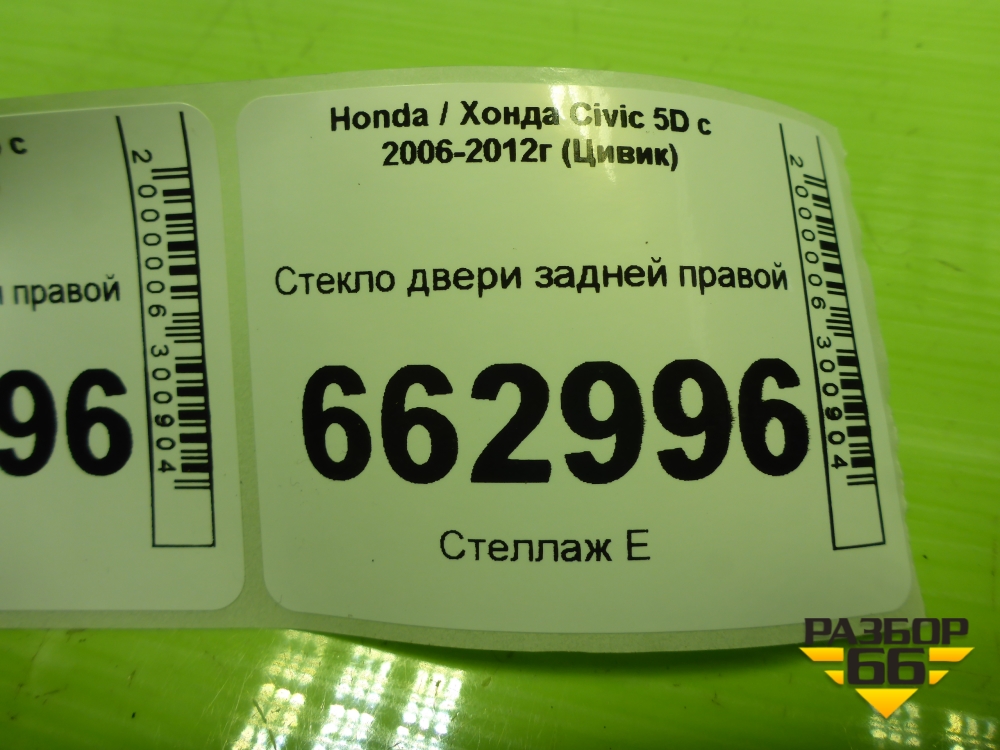 с
правой
96
2000006300904
Honda / Хонда Civic 5D с
2006-2012г (Цивик)
Стекло двери задней правой
662996
Стеллаж Е
2000006300904
РАЗБОР
66